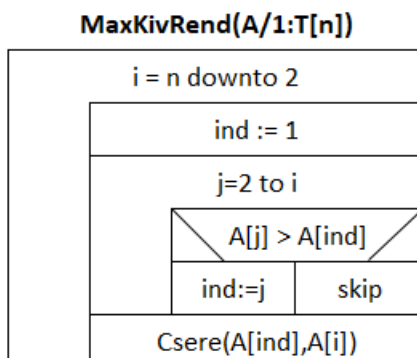 MaxKivRend(A/1:T[n])
i = n downto 2
ind := 1
j=2 to i
A[j] > A[ind]
ind:=j skip
Csere(A[ind],A[i])